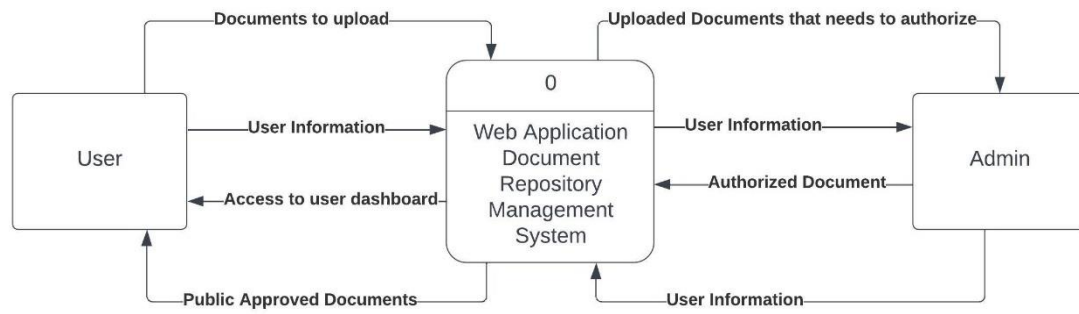 Documents to upload
Uploaded Documents that needs to authorize
0
User Information
User Information
Web Application
Document
Repository
Management
System
User
Admin
Access to user dashboard
Authorized Document
Public Approved Documents
User Information